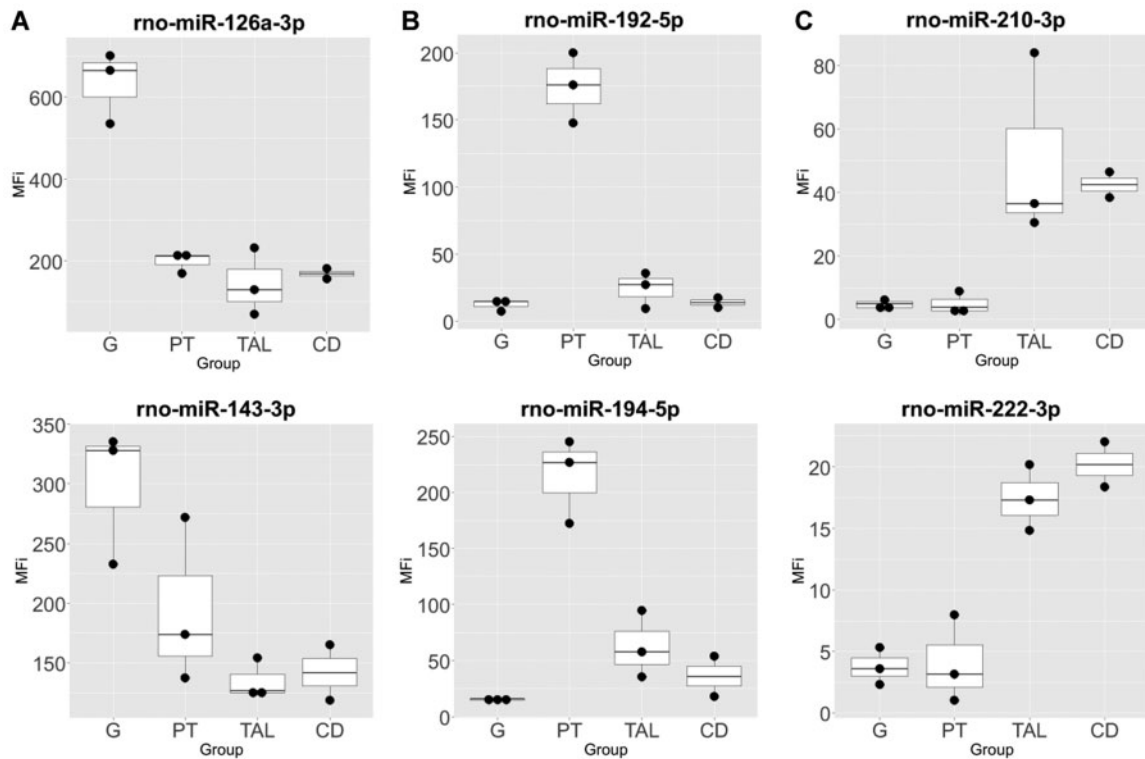 A
rno-miR-126a-3p
MFi
600
400
200
G PT TAL CD
Group
B
rno-miR-192-5p
MFi
200
150
100
50
0
G PT TAL CD
Group
C
rno-miR-210-3p
MFi
80
60
40
20
0
G PT TAL CD
Group
rno-miR-143-3p
MFi
350
300
250
200
150
G PT TAL CD
Group
rno-miR-194-5p
MFi
250
200
150
100
50
0
G PT TAL CD
Group
rno-miR-222-3p
MFi
20
15
10
5
0
G PT TAL CD
Group